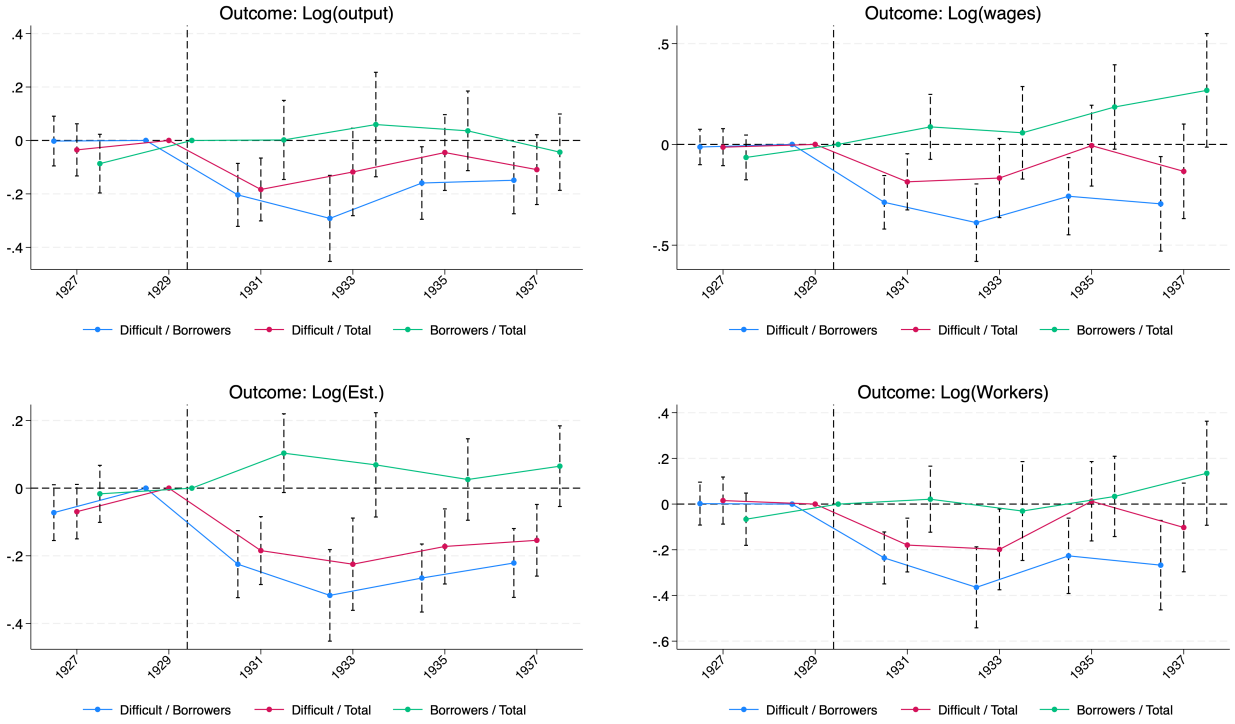 Outcome: Log(output)
.4
.2
0
-.2
-.4
1927
1929
1931
1933
1935
1937
Difficult / Borrowers
Difficult / Total
Borrowers / Total
Outcome: Log(wages)
.5
0
-.5
1927
1929
1931
1933
1935
1937
Difficult / Borrowers
Difficult / Total
Borrowers / Total
Outcome: Log(Est.)
.2
0
-.2
-.4
1927
1929
1931
1933
1935
1937
Difficult / Borrowers
Difficult / Total
Borrowers / Total
Outcome: Log(Workers)
.4
.2
0
-.2
-.4
-.6
1927
1929
1931
1933
1935
1937
Difficult / Borrowers
Difficult / Total
Borrowers / Total